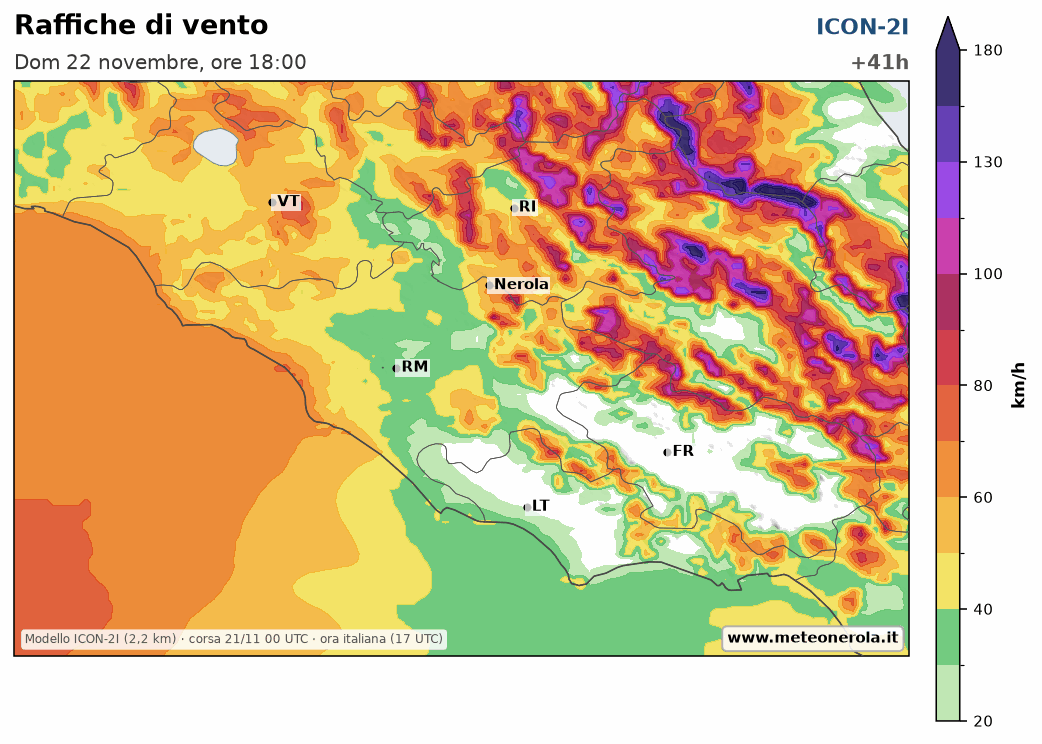 Raffiche di vento
ICON-2I
Dom 22 novembre, ore 18:00
+41h
VT
RI
Nerola
RM
FR
LT
Modello ICON-2I (2,2 km) · corsa 21/11 00 UTC · ora italiana (17 UTC)
www.meteonerola.it
180
130
100
80
60
40
20
km/h